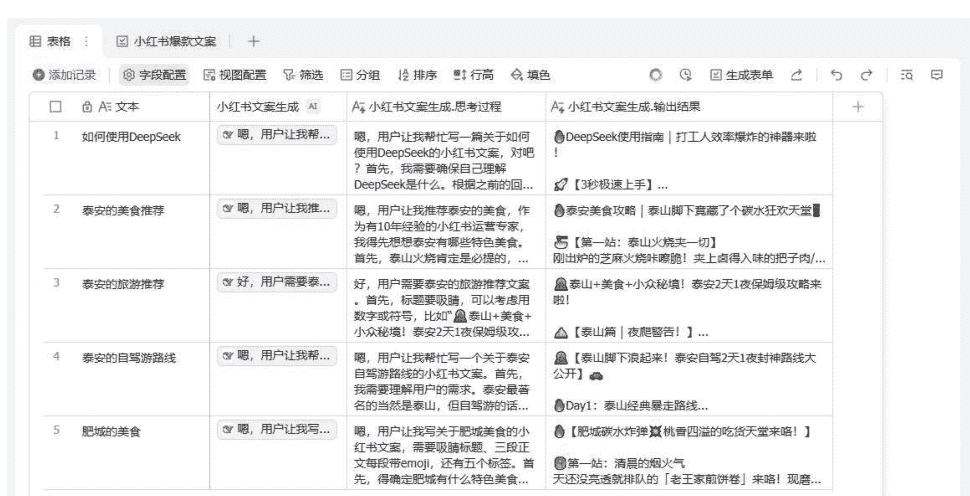 表格 小红书爆款文案
添加记录 字段配置 视图配置 筛选 分组 排序 行高 填色 生成表单
文本 小红书文案生成 AI 小红书文案生成.思考过程 小红书文案生成.输出结果
1 如何使用DeepSeek 嗯，用户让我帮...
嗯，用户让我帮忙写一篇关于如何
使用DeepSeek的小红书文案，对吧
？首先，我需要确保自己理解
DeepSeek是什么。根据之前的回...
DeepSeek使用指南 | 打工人效率爆炸的神器来啦
！
🚀【3秒极速上手】...
2 泰安的美食推荐 嗯，用户让我推...
嗯，用户让我推荐泰安的美食，作
为有10年经验的小红书运营专家，
我得先想想泰安有哪些特色美食。
首先，泰山火烧肯定是必提的，...
泰安美食攻略 | 泰山脚下竟藏了个碳水狂欢天堂
【第一站：泰山火烧夹一切】
刚出炉的芝麻火烧咔嚓脆！夹上卤得入味的把子肉/...
3 泰安的旅游推荐 好，用户需要泰...
好，用户需要泰安的旅游推荐文案
。首先，标题要吸睛，可以考虑用
数字或符号，比如“泰山+美食+
小众秘境！泰安2天1夜保姆级攻...
泰山+美食+小众秘境！泰安2天1夜保姆级攻略来
啦！
【泰山篇 | 夜爬警告！】...
4 泰安的自驾游路线 嗯，用户让我帮...
嗯，用户让我帮忙写一个关于泰安
自驾游路线的小红书文案。首先，
我需要理解用户的需求。泰安最著
名的当然是泰山，但自驾游的话...
【泰山脚下浪起来！泰安自驾2天1夜封神路线大
公开】🚗
Day1：泰山经典暴走路线...
5 肥城的美食 嗯，用户让我写...
嗯，用户让我写关于肥城美食的小
红书文案，需要吸睛标题、三段正
文每段带emoji，还有五个标签。首
先，得确定肥城有什么特色美食...
【肥城碳水炸弹💥桃香四溢的吃货天堂来咯！】
第一站：清晨的烟火气
天还没亮透就排队的「老王家煎饼卷」来咯！现磨...